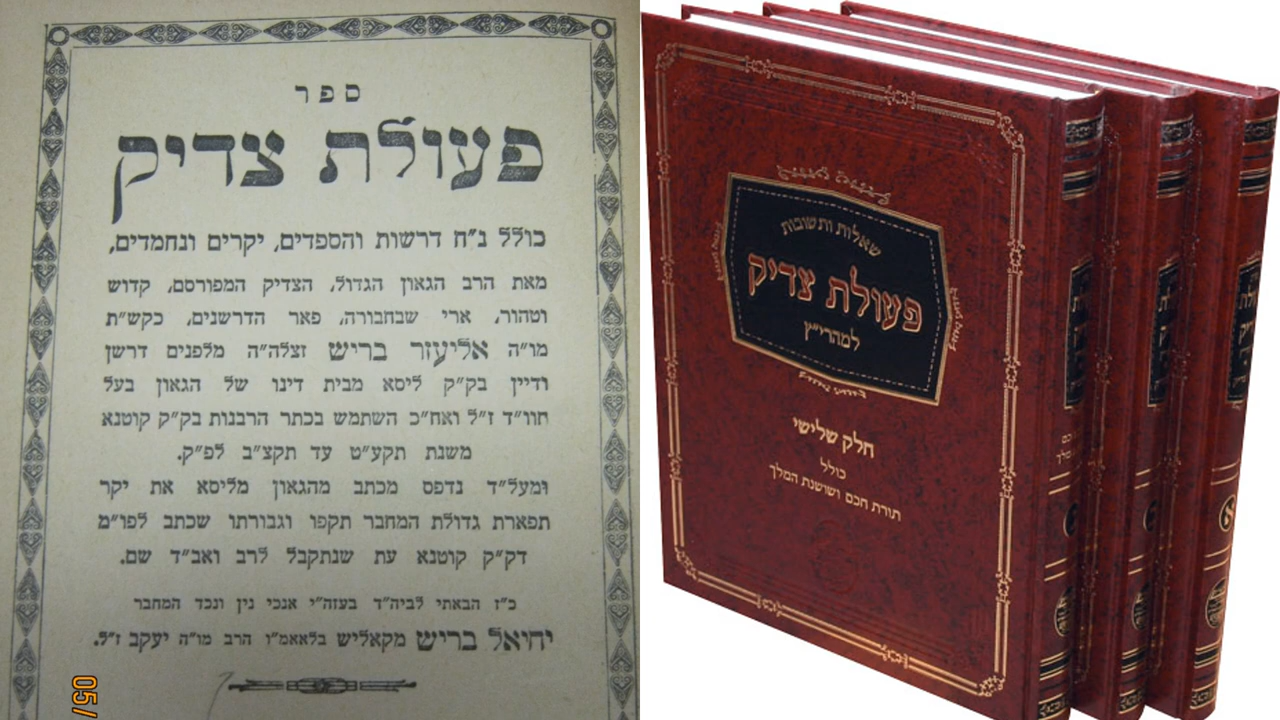 ספר
פעולת צדיק
כולל נ"ח דרשות והספדים, יקרים ונחמדים,
מאת הרב הגאון הגדול, הצדיק המפורסם, קדוש
וטהור, ארי שבחבורה, פאר הדרשנים, כקש"ת
מו"ה אליעזר בריש זצלה"ה מלפנים דרשן
ודיין בק"ק ליסא מבית דינו של הגאון בעל
חוו"ד ז"ל ואח"כ השתמש בכתר הרבנות בק"ק קוטנא
משנת תקע"ט עד תקצ"ב לפ"ק.
ומעל"ד נדפס מכתב מהגאון מליסא את יקר
תפארת גדולת המחבר תקפו וגבורתו שכתב לפו"מ
דק"ק קוטנא עת שנתקבל לרב ואב"ד שם.
כ"ז הבאתי לביה"ד בעזה"י אנכי נין ונכד המחבר
יחיאל בריש מקאליש בלאאמ"ו הרב מו"ה יעקב ז"ל.
05/
שאלות ותשובות
פעולת צדיק
למהרי"ץ
חלק שלישי
כולל
תורת חכם ושושנת המלך
א